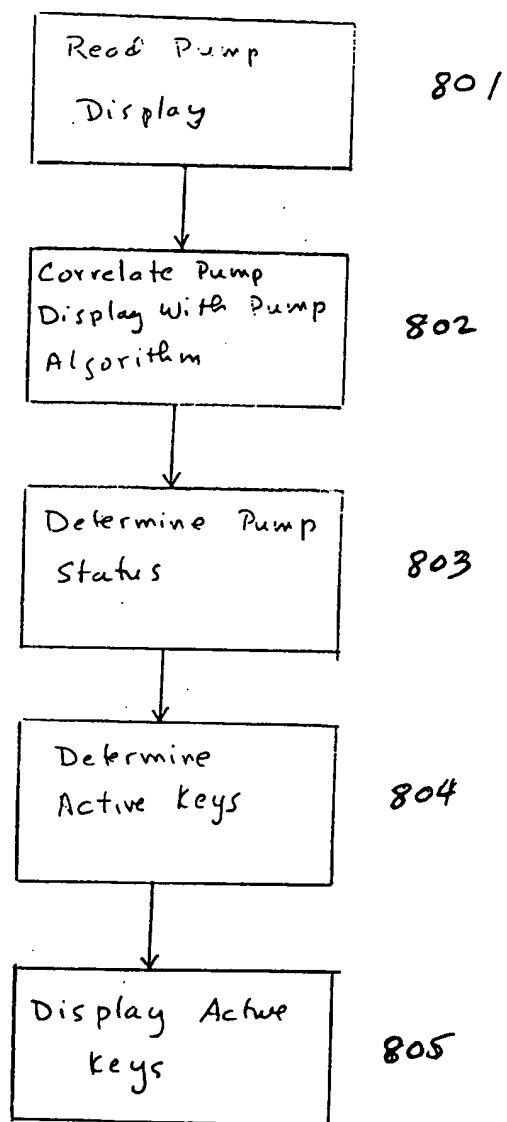 Read Pump
Display
801
Correlate Pump
Display With Pump
Algorithm
802
Determine Pump
Status
803
Determine
Active Keys
804
Display Active
Keys
805